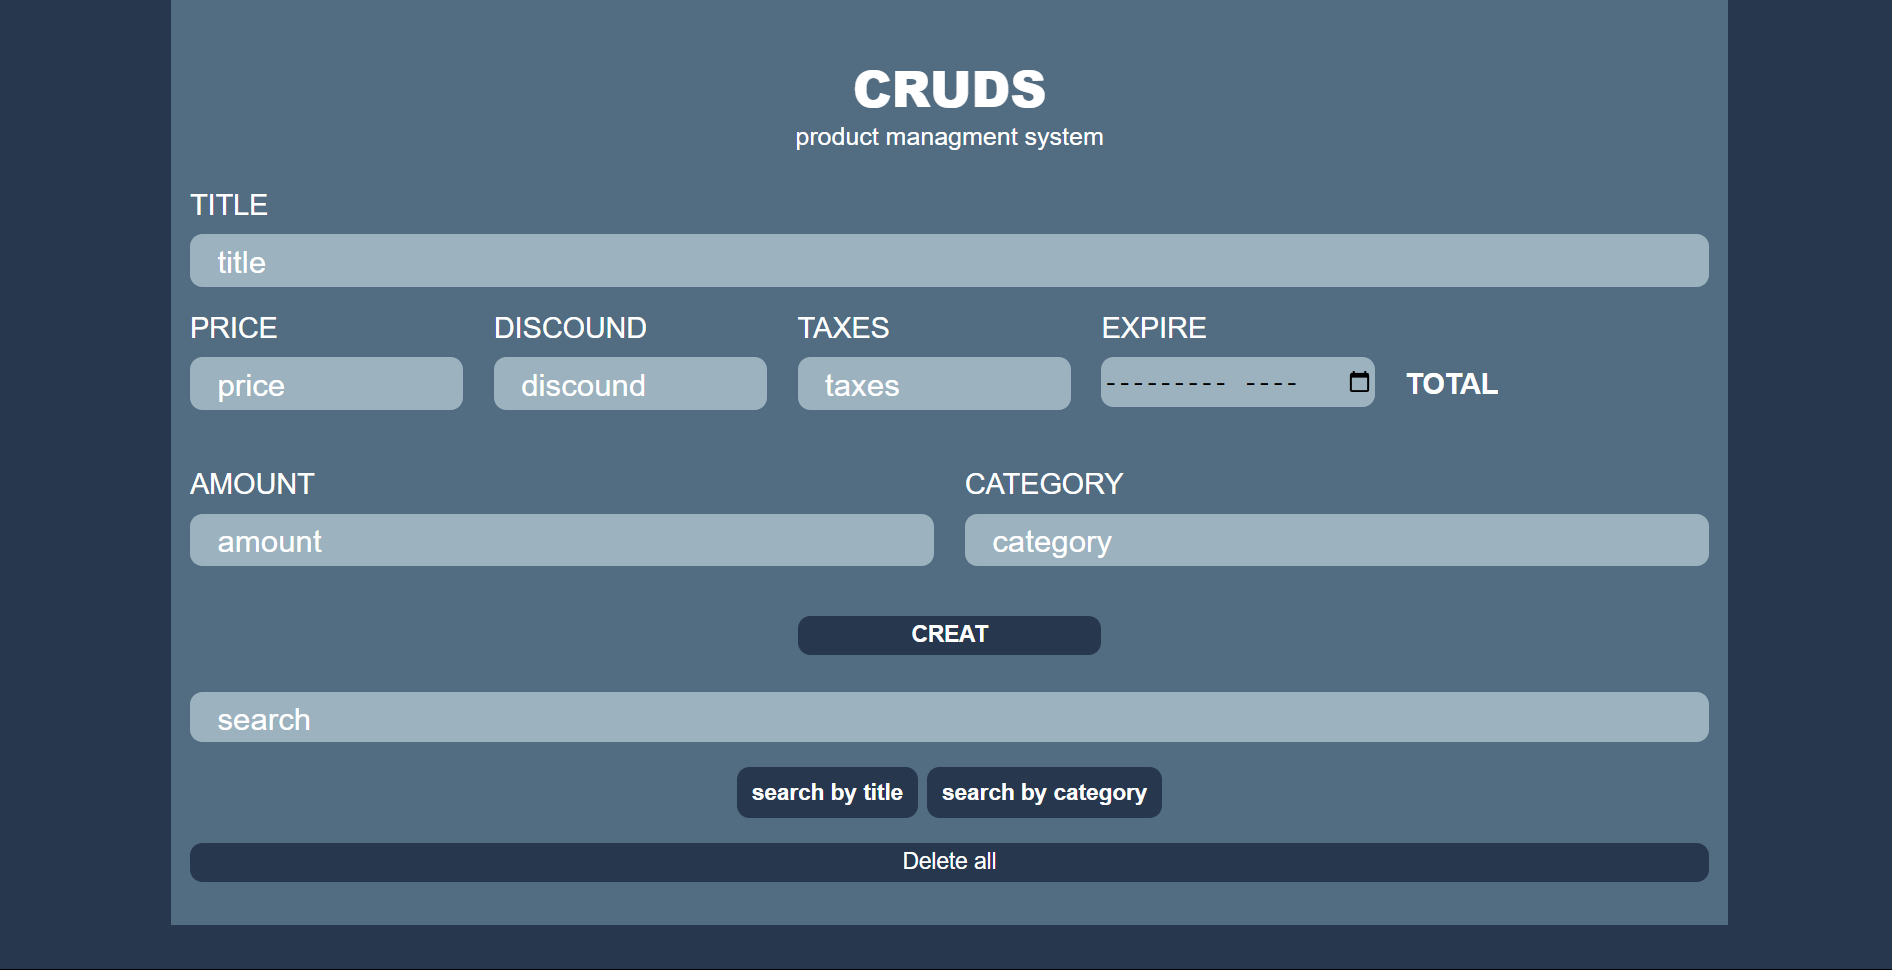 CRUDS
product managment system
TITLE
title
PRICE DISCOUND TAXES EXPIRE
price discound taxes --------- ---- TOTAL
AMOUNT CATEGORY
amount category
CREAT
search
search by title search by category
Delete all